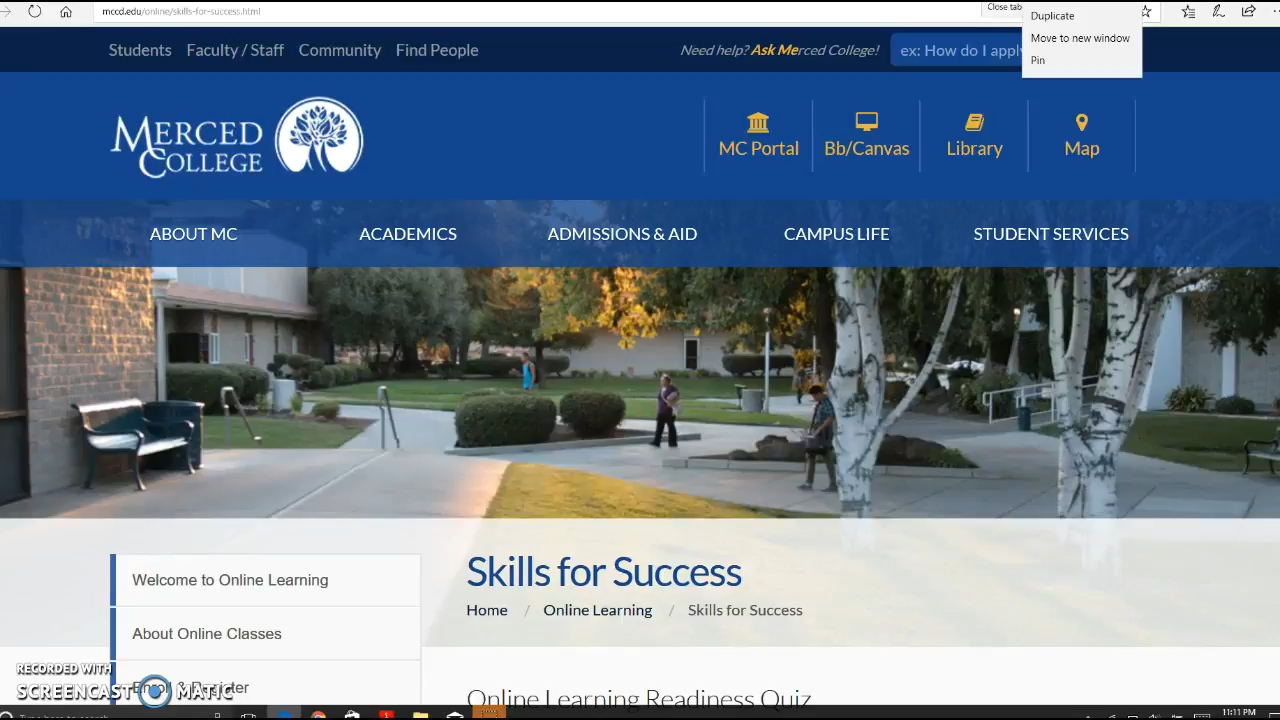 mccd.edu/online/skills-for-success.html
Close tab
Duplicate
Move to new window
Pin
Students Faculty / Staff Community Find People
Need help? Ask Merced College!
ex: How do I apply
MERCED
COLLEGE
MC Portal Bb/Canvas Library Map
ABOUT MC ACADEMICS ADMISSIONS & AID CAMPUS LIFE STUDENT SERVICES
Skills for Success
Home / Online Learning / Skills for Success
Welcome to Online Learning
About Online Classes
Enroll & Register
Online Learning Readiness Quiz
RECORDED WITH
SCREENCAST MATIC
11:11 PM